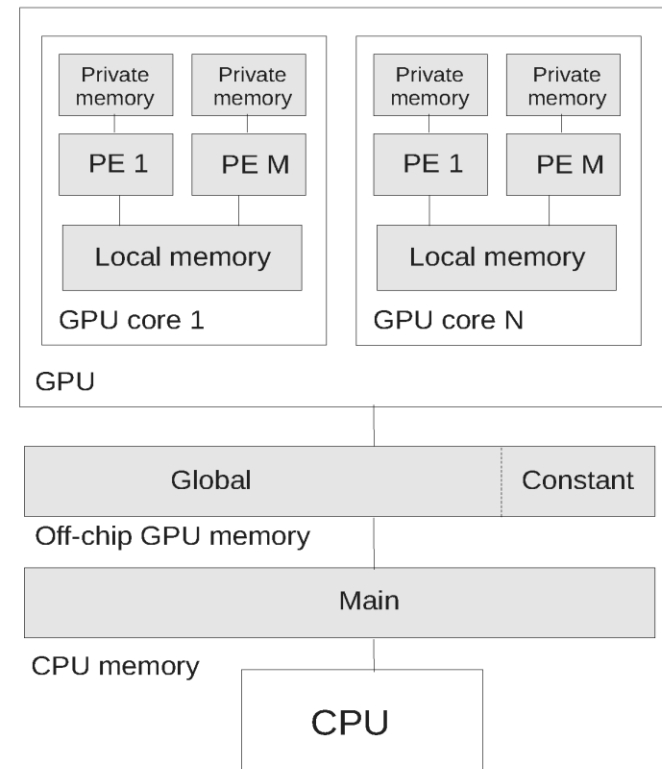 Private memory
Private memory
Private memory
Private memory
PE 1
PE M
PE 1
PE M
Local memory
Local memory
GPU core 1
GPU core N
GPU
Global
Constant
Off-chip GPU memory
Main
CPU memory
CPU